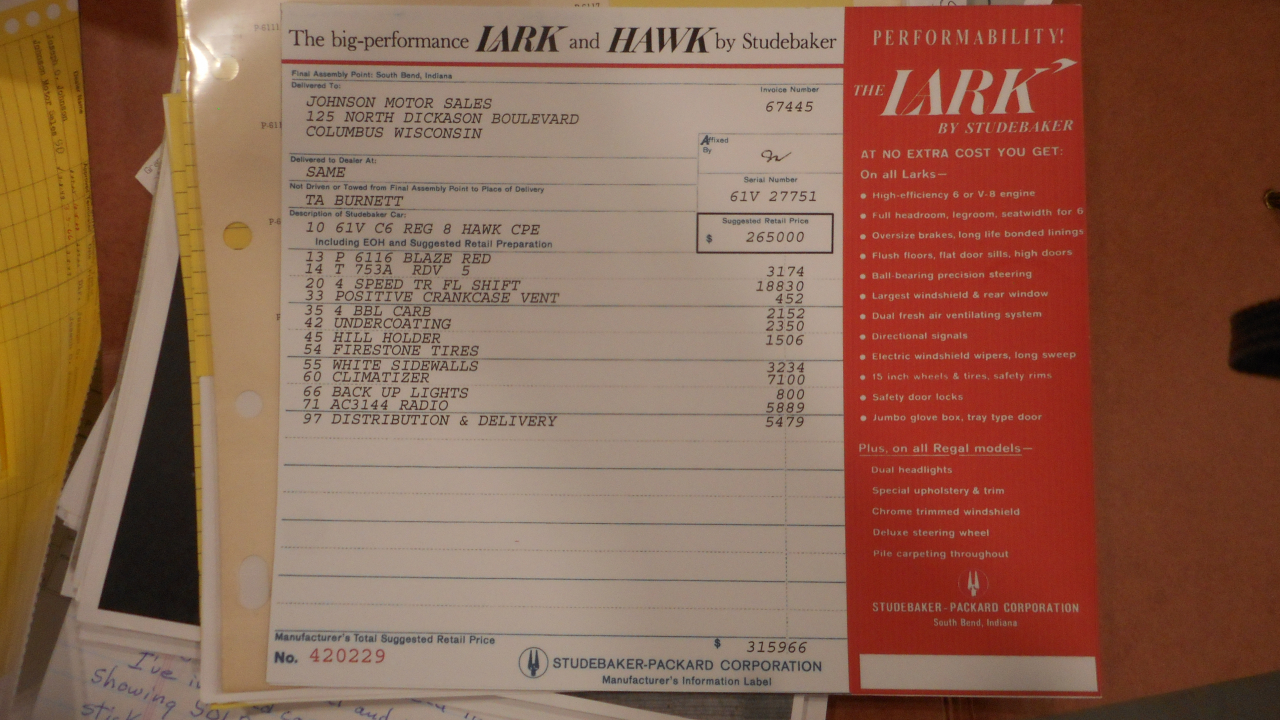 The big-performance LARK and HAWK by Studebaker
Final Assembly Point: South Bend, Indiana
Delivered To:
JOHNSON MOTOR SALES
125 NORTH DICKASON BOULEVARD
COLUMBUS WISCONSIN
Invoice Number
67445
Affixed By
Delivered to Dealer At:
SAME
Serial Number
61V 27751
Not Driven or Towed from Final Assembly Point to Place of Delivery
TA BURNETT
Description of Studebaker Car:
10 61V C6 REG 8 HAWK CPE
Including EOH and Suggested Retail Preparation
Suggested Retail Price
$ 265000
13 P 6116 BLAZE RED
14 T 753A RDV 5 3174
20 4 SPEED TR FL SHIFT 18830
33 POSITIVE CRANKCASE VENT 452
35 4 BBL CARB 2152
42 UNDERCOATING 2350
45 HILL HOLDER 1506
54 FIRESTONE TIRES
55 WHITE SIDEWALLS 3234
60 CLIMATIZER 7100
66 BACK UP LIGHTS 800
71 AC3144 RADIO 5889
97 DISTRIBUTION & DELIVERY 5479
Manufacturer's Total Suggested Retail Price $ 315966
No. 420229
STUDEBAKER-PACKARD CORPORATION
Manufacturer's Information Label
PERFORMABILITY!
THE LARK
BY STUDEBAKER
AT NO EXTRA COST YOU GET:
On all Larks—
● High-efficiency 6 or V-8 engine
● Full headroom, legroom, seatwidth for 6
● Oversize brakes, long life bonded linings
● Flush floors, flat door sills, high doors
● Ball-bearing precision steering
● Largest windshield & rear window
● Dual fresh air ventilating system
● Directional signals
● Electric windshield wipers, long sweep
● 15 inch wheels & tires, safety rims
● Safety door locks
● Jumbo glove box, tray type door
Plus, on all Regal models—
Dual headlights
Special upholstery & trim
Chrome trimmed windshield
Deluxe steering wheel
Pile carpeting throughout
STUDEBAKER-PACKARD CORPORATION
South Bend, Indiana
I've
showing
Joseph D. Johnson
Johnson Motor Sales